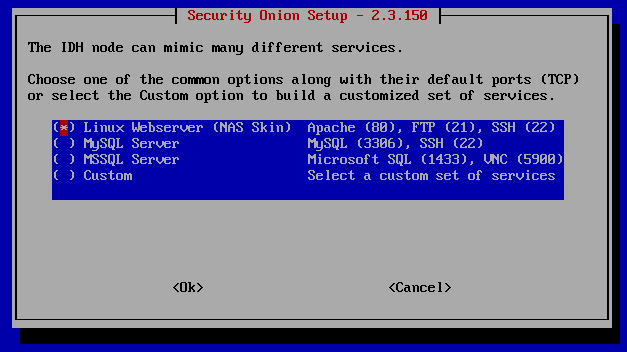 Security Onion Setup - 2.3.150
The IDH node can mimic many different services.
Choose one of the common options along with their default ports (TCP)
or select the Custom option to build a customized set of services.
(*) Linux Webserver (NAS Skin)  Apache (80), FTP (21), SSH (22)
( ) MySQL Server                MySQL (3306), SSH (22)
( ) MSSQL Server                Microsoft SQL (1433), VNC (5900)
( ) Custom                      Select a custom set of services
<Ok>                       <Cancel>